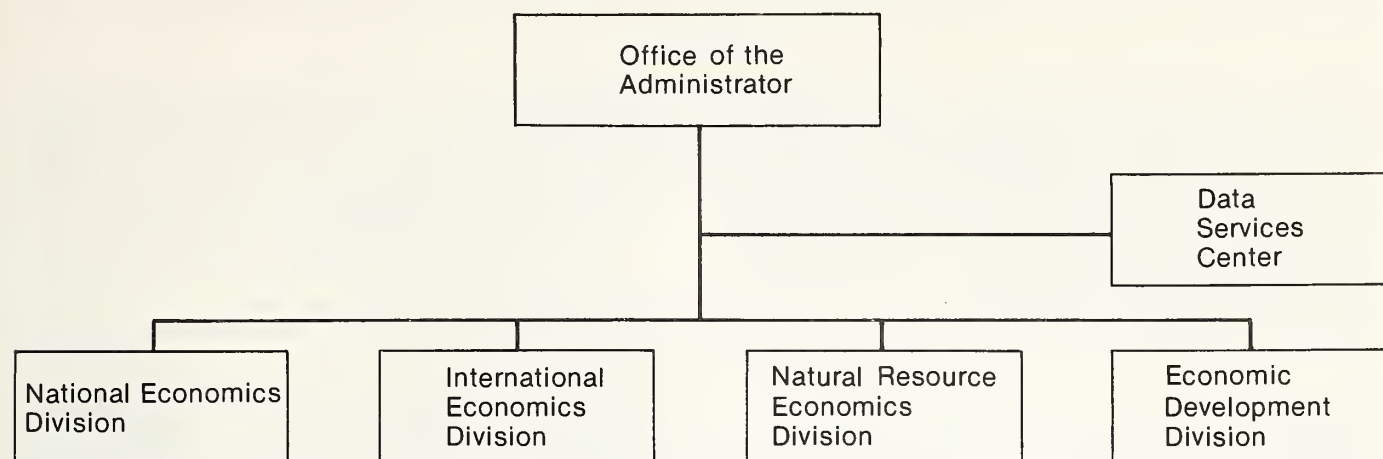 Office of the
Administrator
Data
Services
Center
National Economics
Division
International
Economics
Division
Natural Resource
Economics
Division
Economic
Development
Division